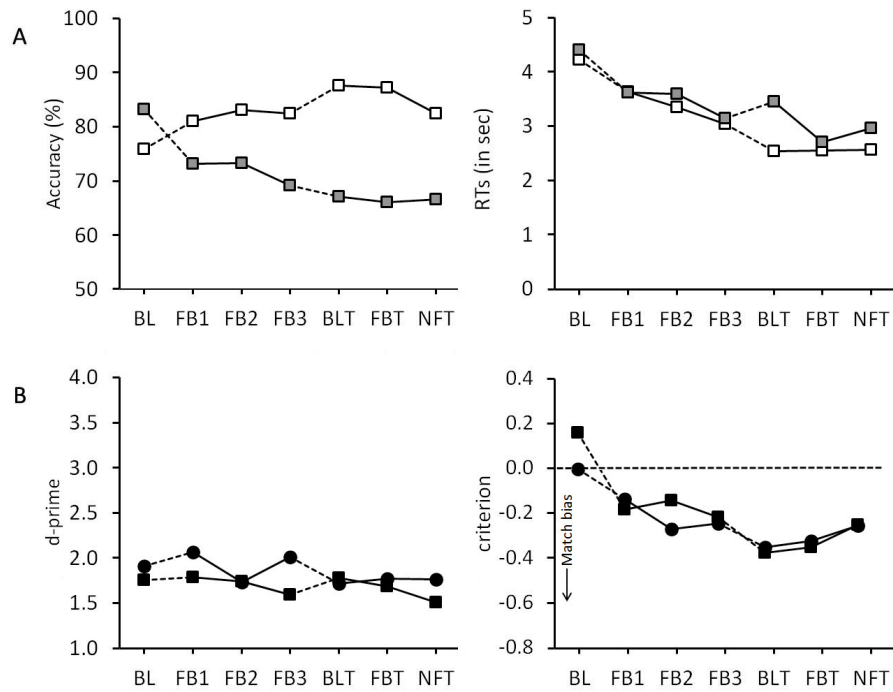 A
Accuracy (%)
100
90
80
70
60
50
BL FB1 FB2 FB3 BLT FBT NFT
RTs (in sec)
5
4
3
2
1
0
BL FB1 FB2 FB3 BLT FBT NFT
B
d-prime
4.0
3.5
3.0
2.5
2.0
1.5
1.0
BL FB1 FB2 FB3 BLT FBT NFT
criterion
0.4
0.2
0.0
-0.2
-0.4
-0.6
-0.8
Match bias
BL FB1 FB2 FB3 BLT FBT NFT